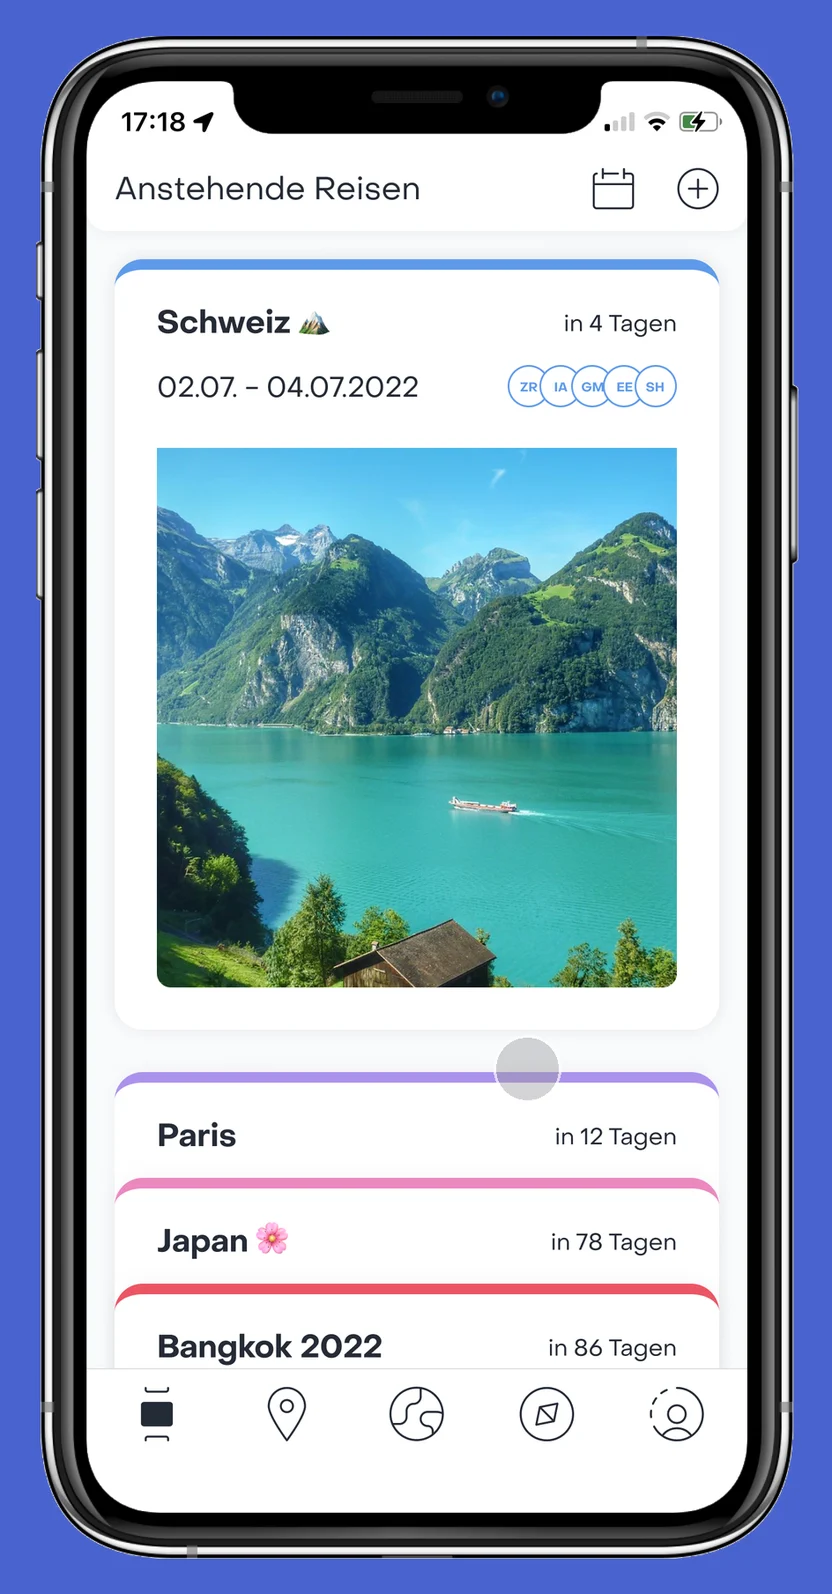 17:18
Anstehende Reisen
Schweiz 🏔️ in 4 Tagen
02.07. – 04.07.2022 ZR IA GM EE SH
Paris in 12 Tagen
Japan 🌸 in 78 Tagen
Bangkok 2022 in 86 Tagen